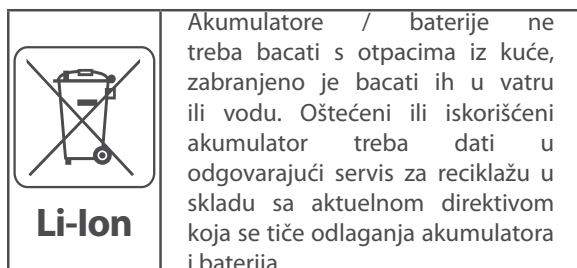 Akumulatore / baterije ne
treba bacati s otpacima iz kuće,
zabranjeno je bacati ih u vatru
ili vodu. Oštećeni ili iskorišćeni
akumulator treba dati u
odgovarajući servis za reciklažu u
skladu sa aktuelnom direktivom
koja se tiče odlaganja akumulatora
i baterija.
Li-Ion